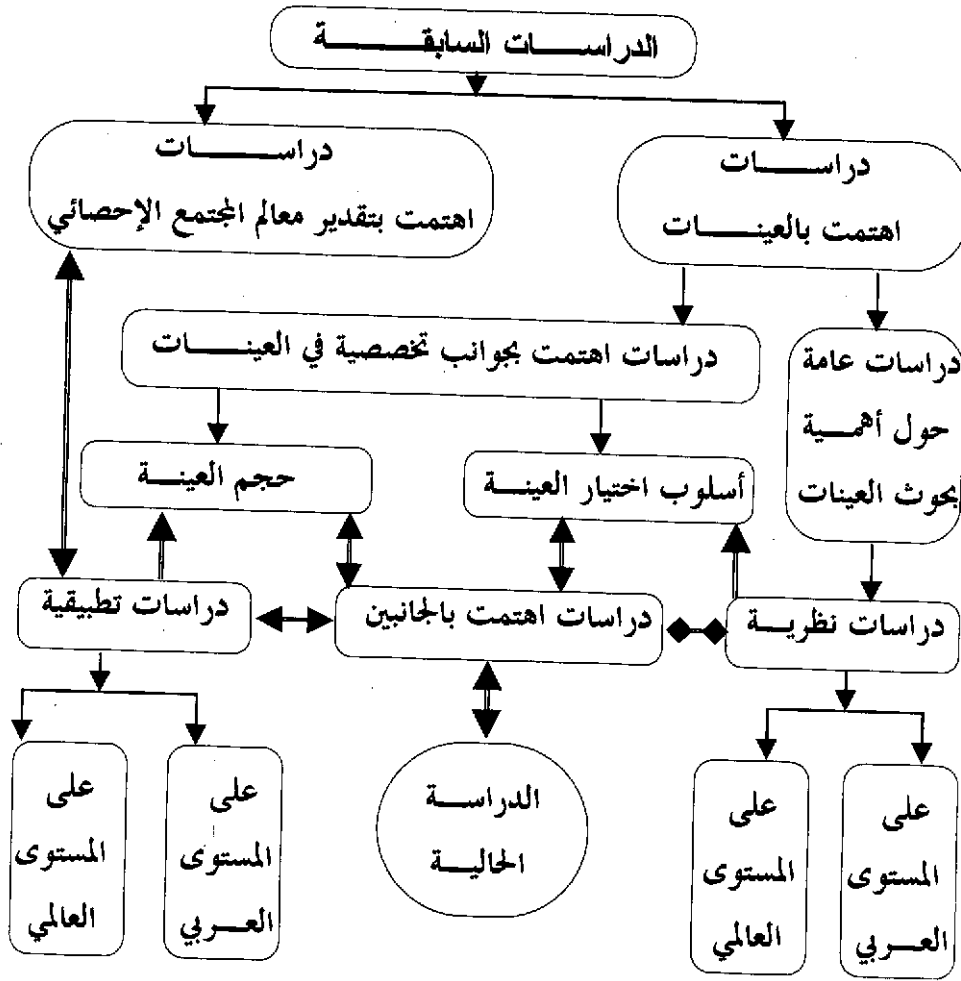 الدراسات السابقة
دراسات
اهتمت بالعينات
دراسات
اهتمت بتقدير معالم المجتمع الإحصائي
دراسات عامة
حول أهمية
بحوث العينات
دراسات اهتمت بجوانب تخصصية في العينات
أسلوب اختيار العينة
حجم العينة
دراسات نظرية
دراسات اهتمت بالجانبين
دراسات تطبيقية
على
المستوى
العربي
على
المستوى
العالمي
الدراسة
الحالية
على
المستوى
العربي
على
المستوى
العالمي